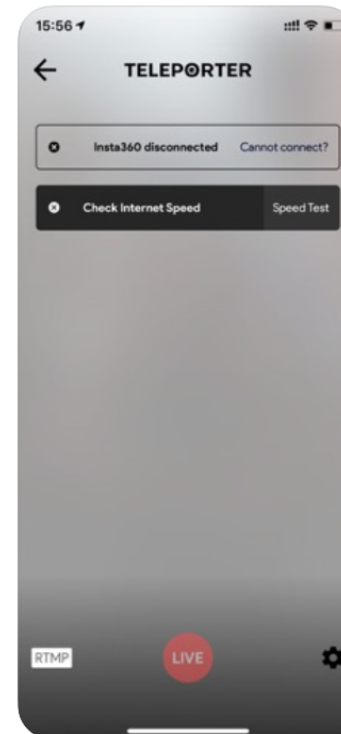 15:56
TELEPORTER
Insta360 disconnected Cannot connect?
Check Internet Speed Speed Test
RTMP LIVE